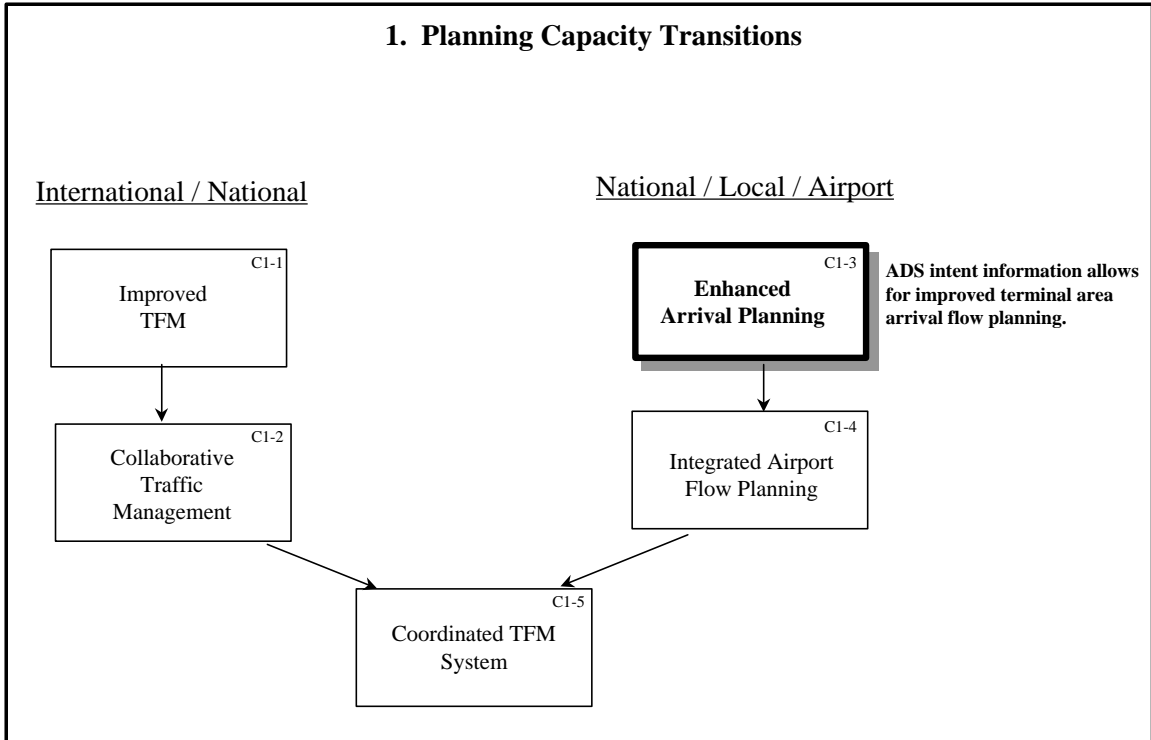 1. Planning Capacity Transitions
International / National
National / Local / Airport
C1-1
Improved
TFM
C1-3
Enhanced
Arrival Planning
ADS intent information allows
for improved terminal area
arrival flow planning.
C1-2
Collaborative
Traffic
Management
C1-4
Integrated Airport
Flow Planning
C1-5
Coordinated TFM
System